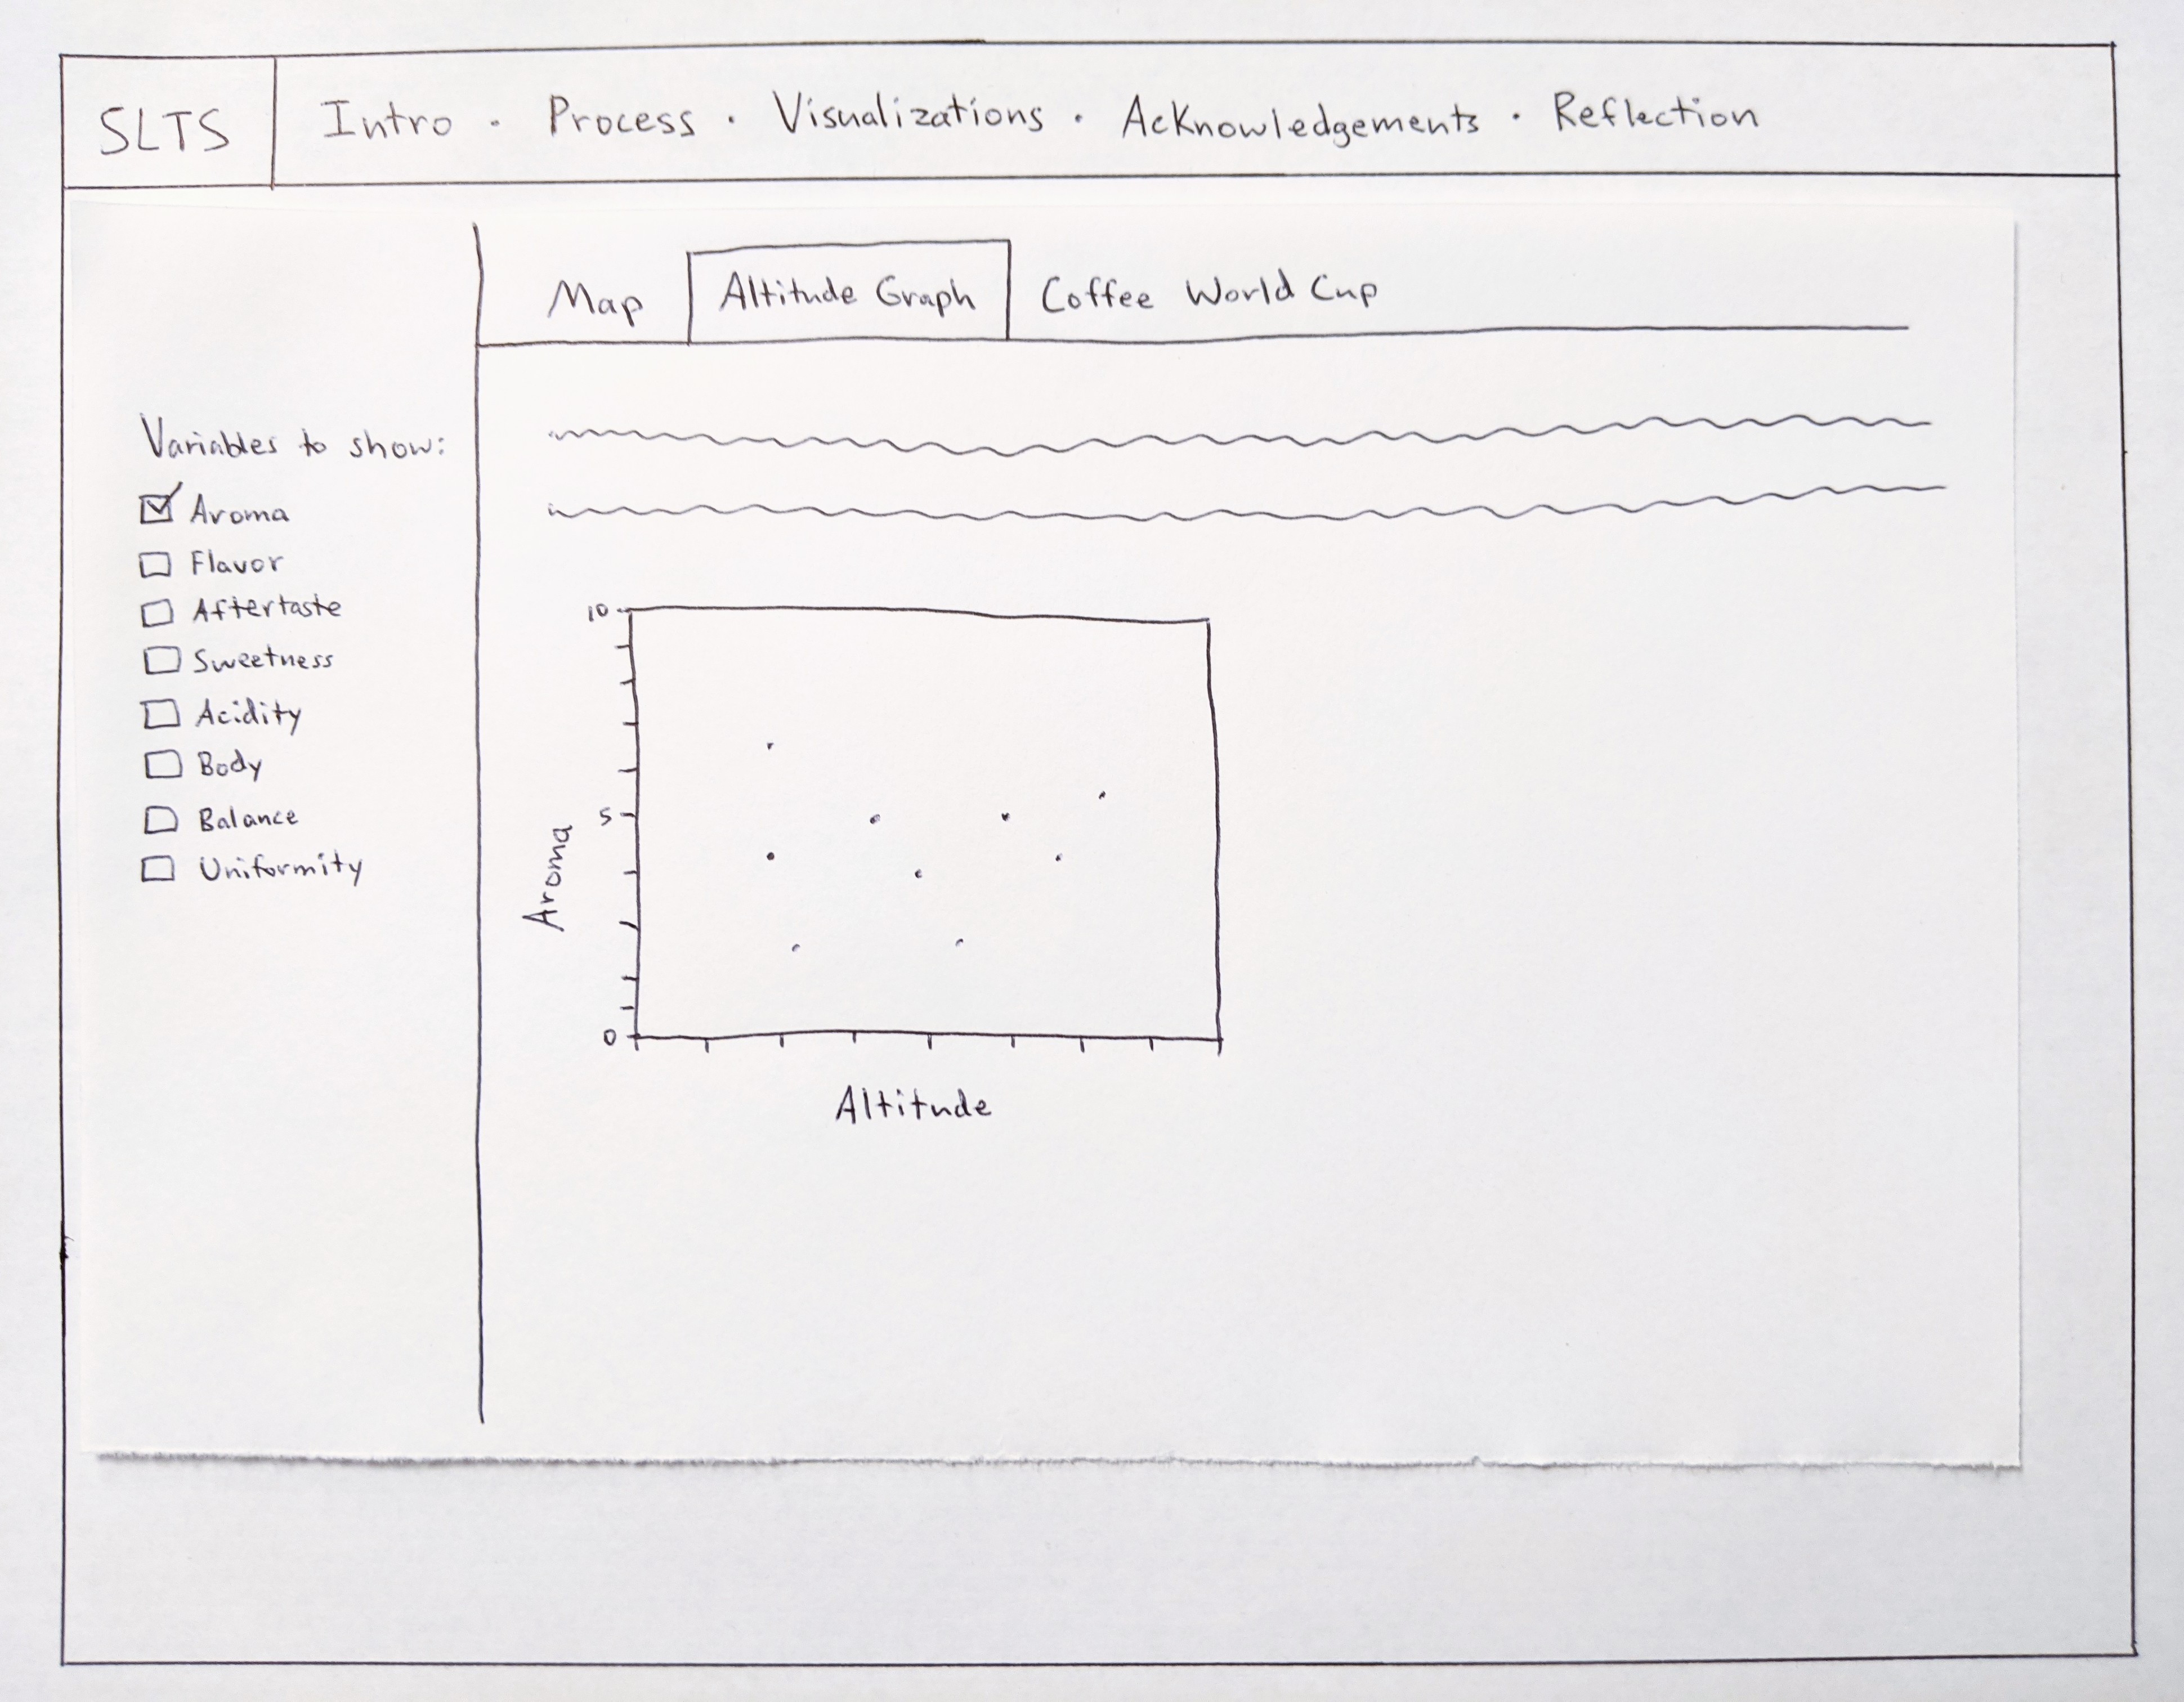 SLTS Intro · Process · Visualizations · Acknowledgements · Reflection
Map Altitude Graph Coffee World Cup
Variables to show:
Aroma
Flavor
Aftertaste
Sweetness
Acidity
Body
Balance
Uniformity
10
5
0
Aroma
Altitude